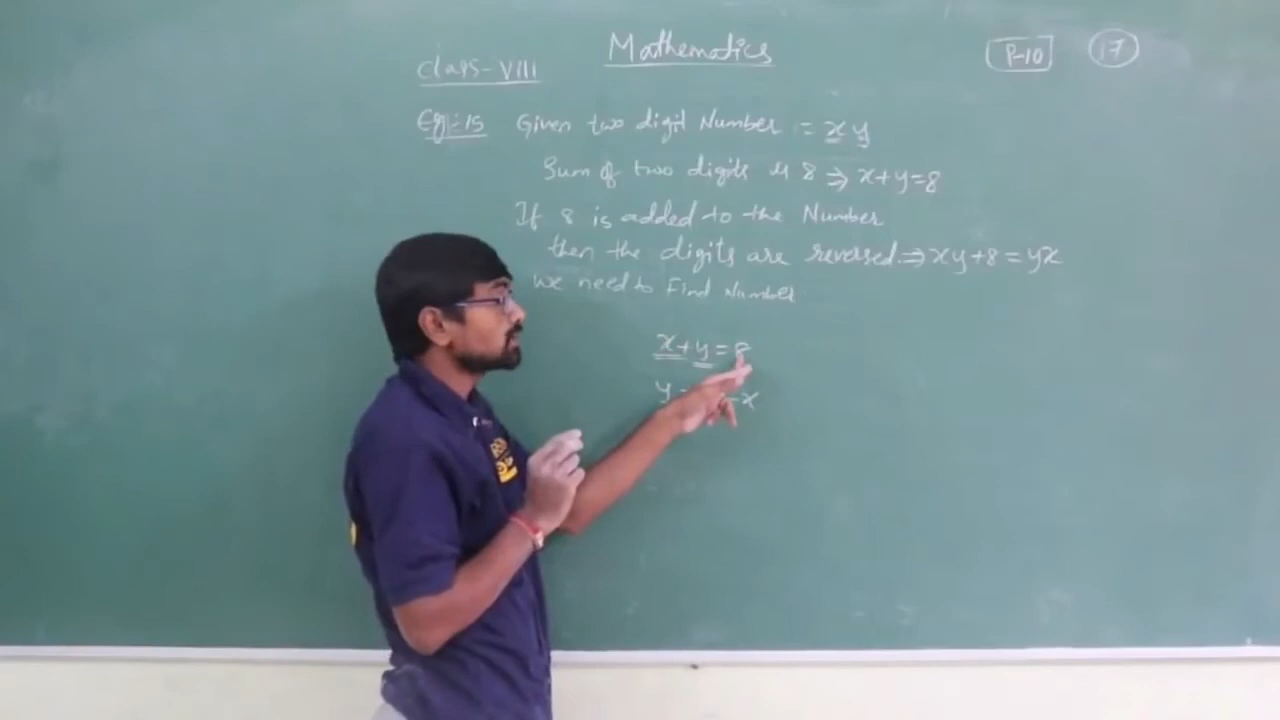 Mathematics
P-10
17
Class-VIII
Eg:-15 Given two digit Number := xy
Sum of two digits is 8 ⇒ x+y=8
If 8 is added to the Number
then the digits are reversed. ⇒ xy+8=yx
We need to Find Number
x+y=8
y -x